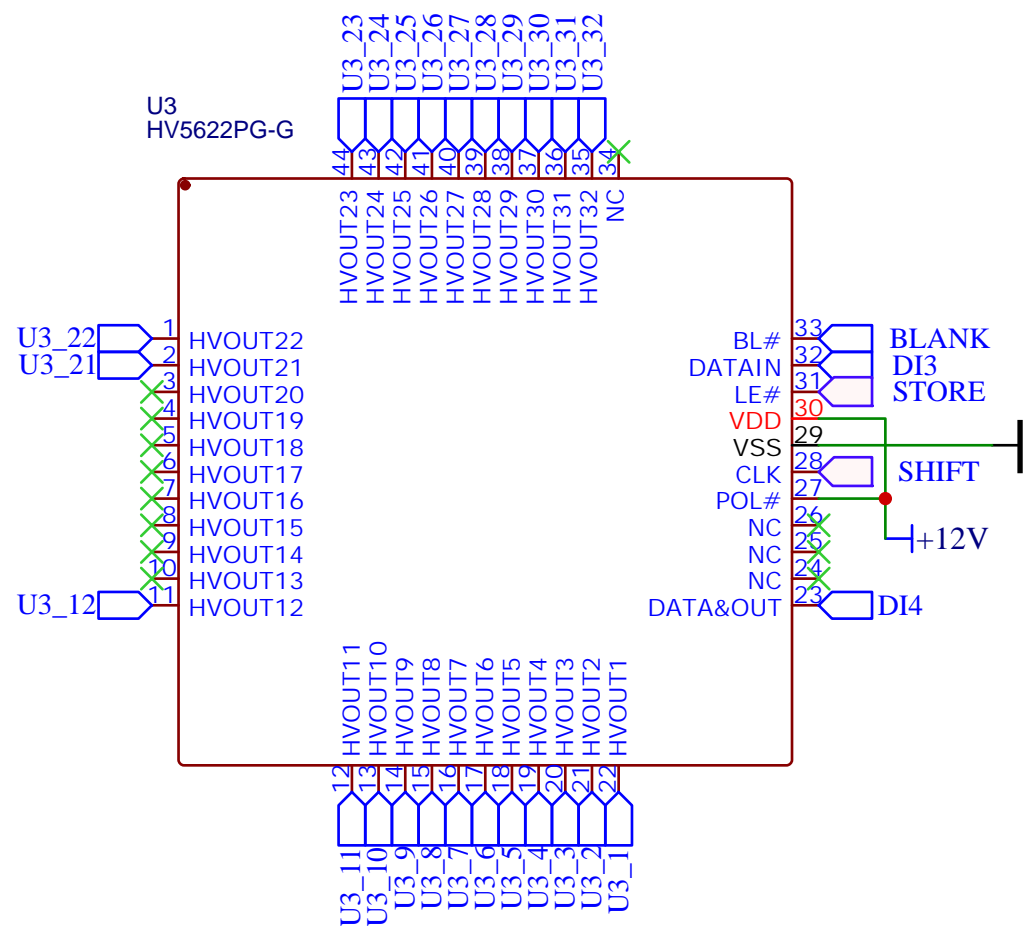 U3_23
U3_24
U3_25
U3_26
U3_27
U3_28
U3_29
U3_30
U3_31
U3_32
U3
HV5622PG-G
44
43
42
41
40
39
38
37
36
35
34
HVOUT23
HVOUT24
HVOUT25
HVOUT26
HVOUT27
HVOUT28
HVOUT29
HVOUT30
HVOUT31
HVOUT32
NC
U3_22 1 HVOUT22
U3_21 2 HVOUT21
3 HVOUT20
4 HVOUT19
5 HVOUT18
6 HVOUT17
7 HVOUT16
8 HVOUT15
9 HVOUT14
10 HVOUT13
U3_12 11 HVOUT12
BL# 33 BLANK
DATAIN 32 DI3
LE# 31 STORE
VDD 30
VSS 29
CLK 28 SHIFT
POL# 27
NC 26
+12V
NC 25
NC 24
DATA&OUT 23 DI4
HVOUT11
HVOUT10
HVOUT9
HVOUT8
HVOUT7
HVOUT6
HVOUT5
HVOUT4
HVOUT3
HVOUT2
HVOUT1
12
13
14
15
16
17
18
19
20
21
22
U3_11
U3_10
U3_9
U3_8
U3_7
U3_6
U3_5
U3_4
U3_3
U3_2
U3_1